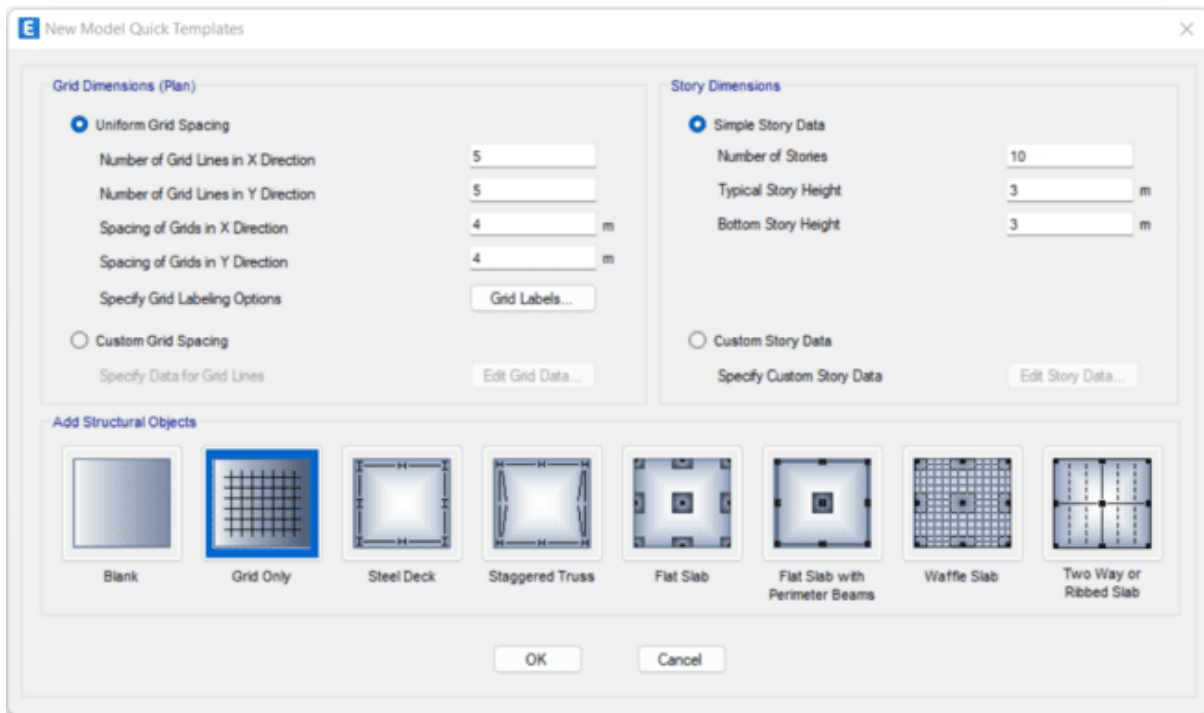 E New Model Quick Templates
Grid Dimensions (Plan)
Uniform Grid Spacing
Number of Grid Lines in X Direction 5
Number of Grid Lines in Y Direction 5
Spacing of Grids in X Direction 4 m
Spacing of Grids in Y Direction 4 m
Specify Grid Labeling Options Grid Labels...
Custom Grid Spacing
Specify Data for Grid Lines Edit Grid Data...
Story Dimensions
Simple Story Data
Number of Stories 10
Typical Story Height 3 m
Bottom Story Height 3 m
Custom Story Data
Specify Custom Story Data Edit Story Data...
Add Structural Objects
Blank
Grid Only
Steel Deck
Staggered Truss
Flat Slab
Flat Slab with
Perimeter Beams
Waffle Slab
Two Way or
Ribbed Slab
OK Cancel